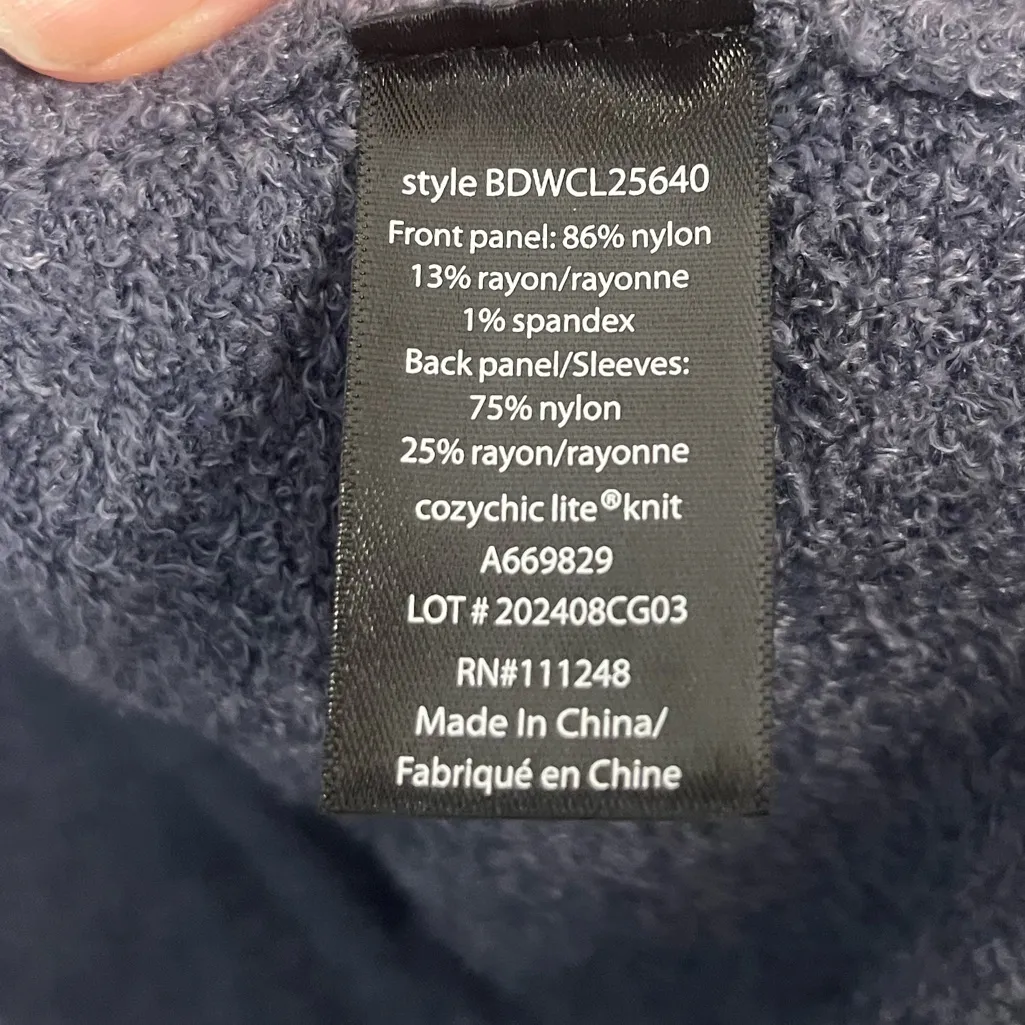 style BDWCL25640
Front panel: 86% nylon
13% rayon/rayonne
1% spandex
Back panel/Sleeves:
75% nylon
25% rayon/rayonne
cozychic lite® knit
A669829
LOT # 202408CG03
RN#111248
Made In China/
Fabriqué en Chine